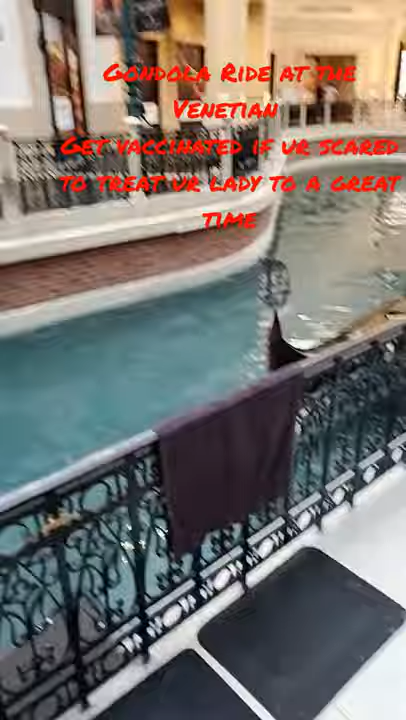 Gondola Ride at the
Venetian
Get vaccinated if ur scared
to treat ur lady to a great
time